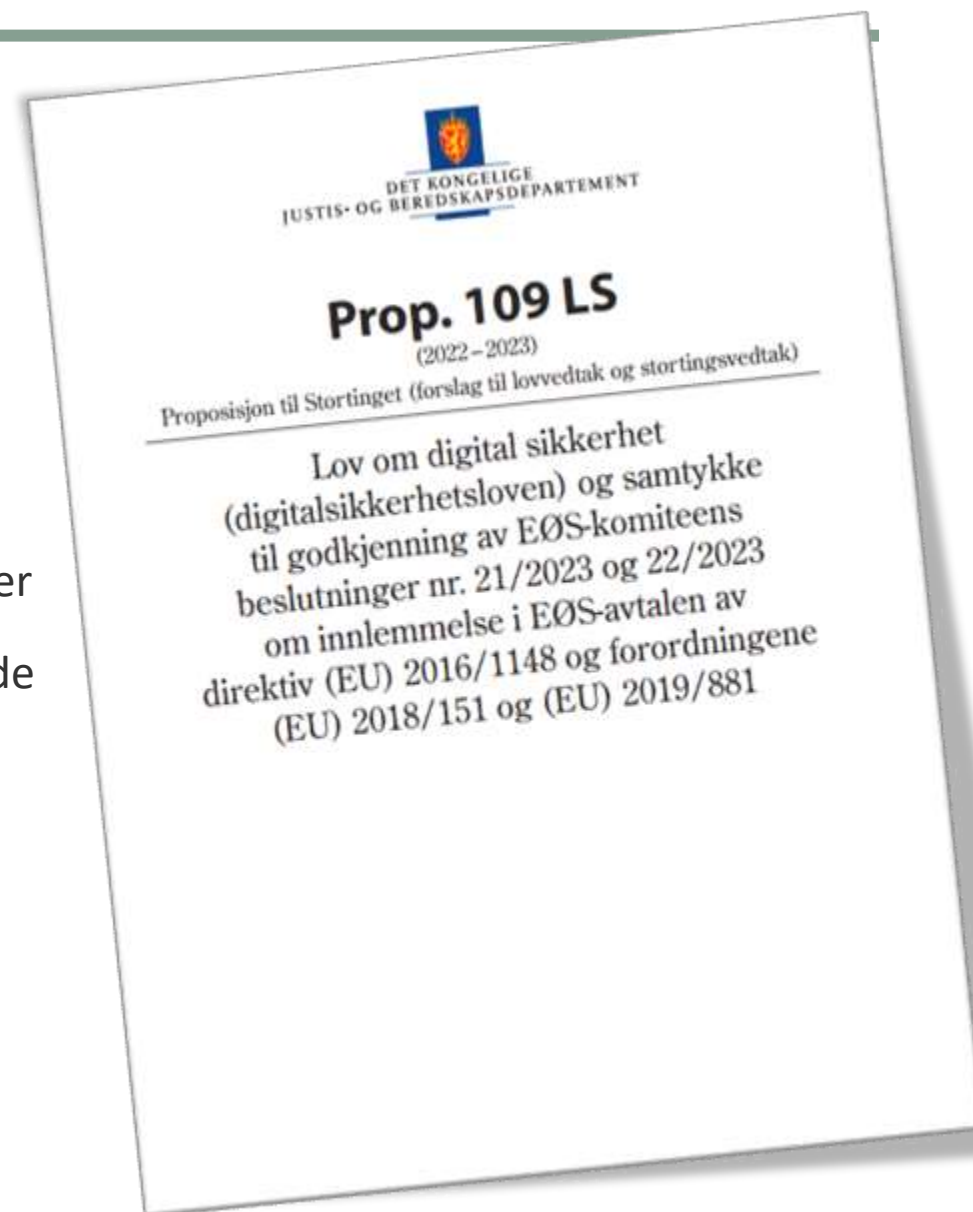 DET KONGELIGE
JUSTIS- OG BEREDSKAPSDEPARTEMENT
Prop. 109 LS
(2022–2023)
Proposisjon til Stortinget (forslag til lovvedtak og stortingsvedtak)
Lov om digital sikkerhet
(digitalsikkerhetsloven) og samtykke
til godkjenning av EØS-komiteens
beslutninger nr. 21/2023 og 22/2023
om innlemmelse i EØS-avtalen av
direktiv (EU) 2016/1148 og forordningene
(EU) 2018/151 og (EU) 2019/881
er
de